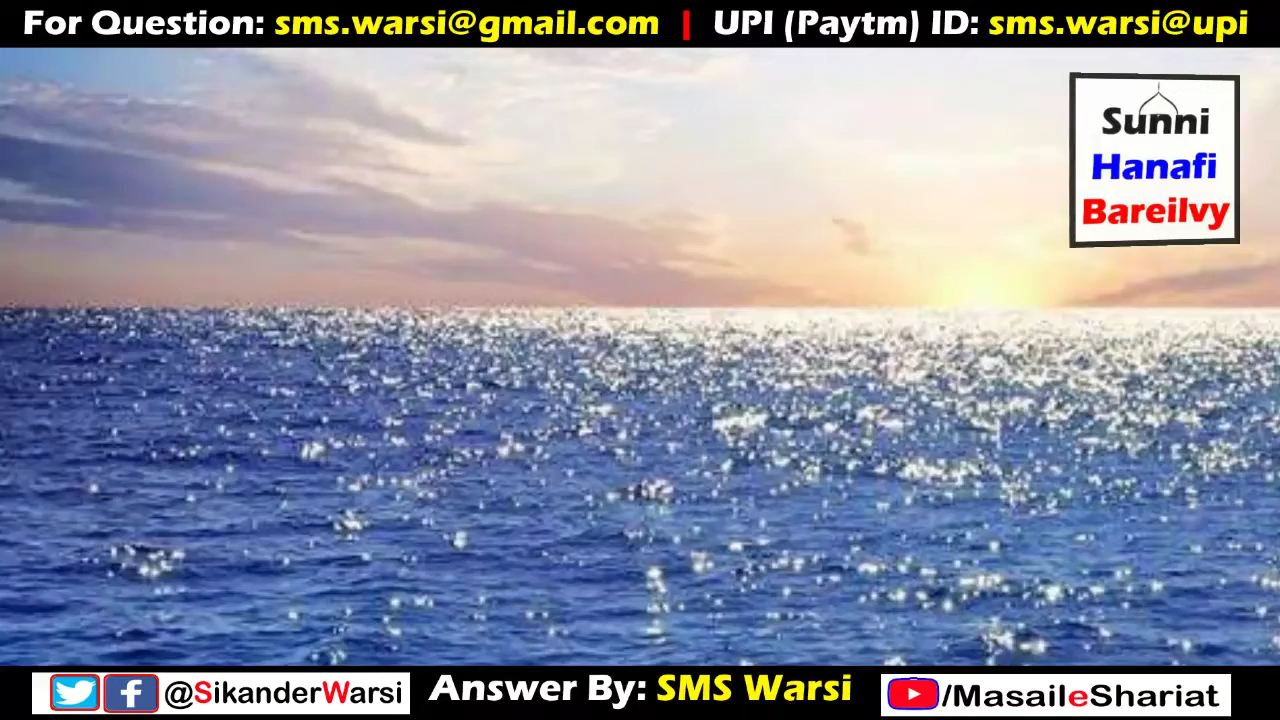 For Question: sms.warsi@gmail.com | UPI (Paytm) ID: sms.warsi@upi
Sunni
Hanafi
Bareilvy
@SikanderWarsi Answer By: SMS Warsi /MasaileShariat